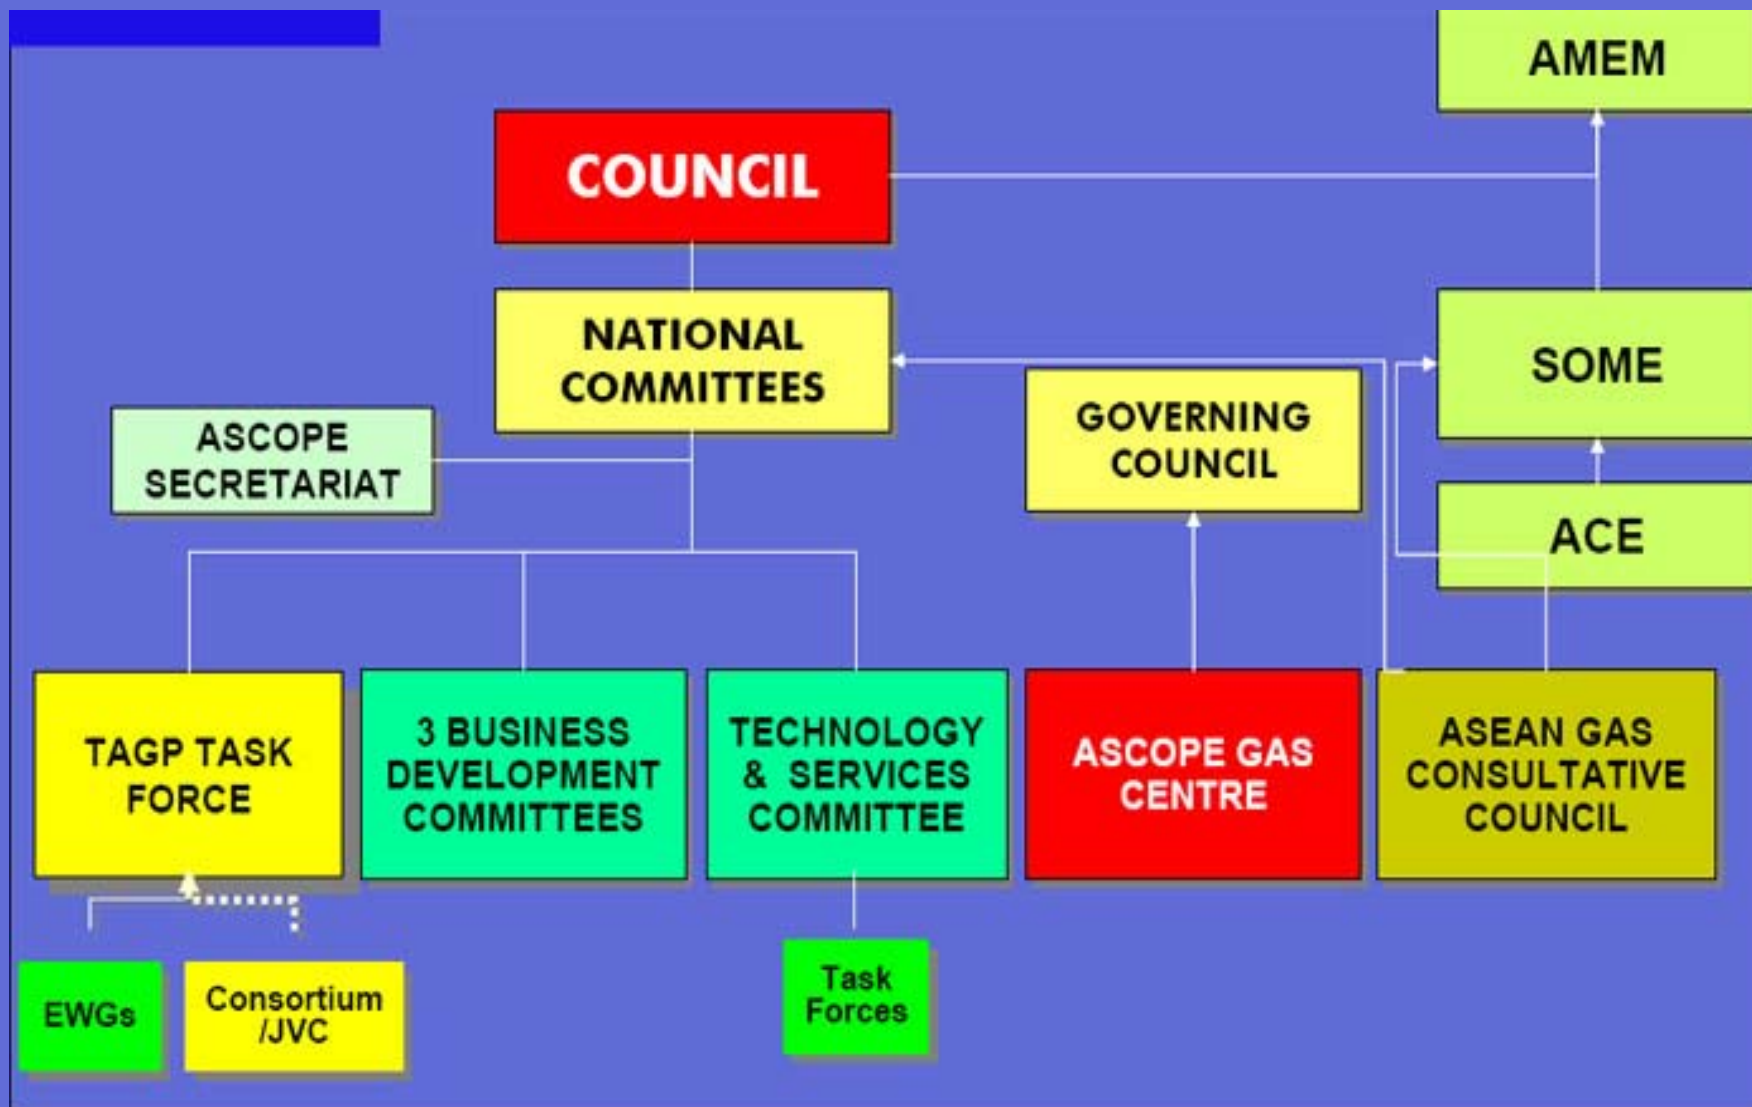 AMEM
COUNCIL
NATIONAL
COMMITTEES
SOME
GOVERNING
COUNCIL
ASCOPE
SECRETARIAT
ACE
TAGP TASK
FORCE
3 BUSINESS
DEVELOPMENT
COMMITTEES
TECHNOLOGY
& SERVICES
COMMITTEE
ASCOPE GAS
CENTRE
ASEAN GAS
CONSULTATIVE
COUNCIL
EWGs
Consortium
/JVC
Task
Forces